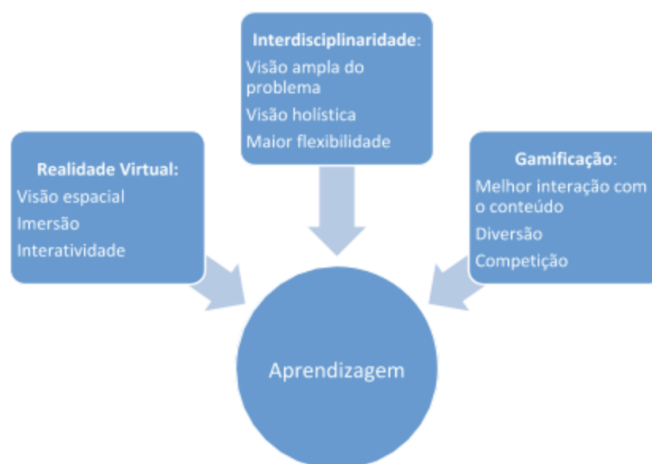 Interdisciplinaridade:
Visão ampla do
problema
Visão holística
Maior flexibilidade
Realidade Virtual:
Visão espacial
Imersão
Interatividade
Gamificação:
Melhor interação com
o conteúdo
Diversão
Competição
Aprendizagem